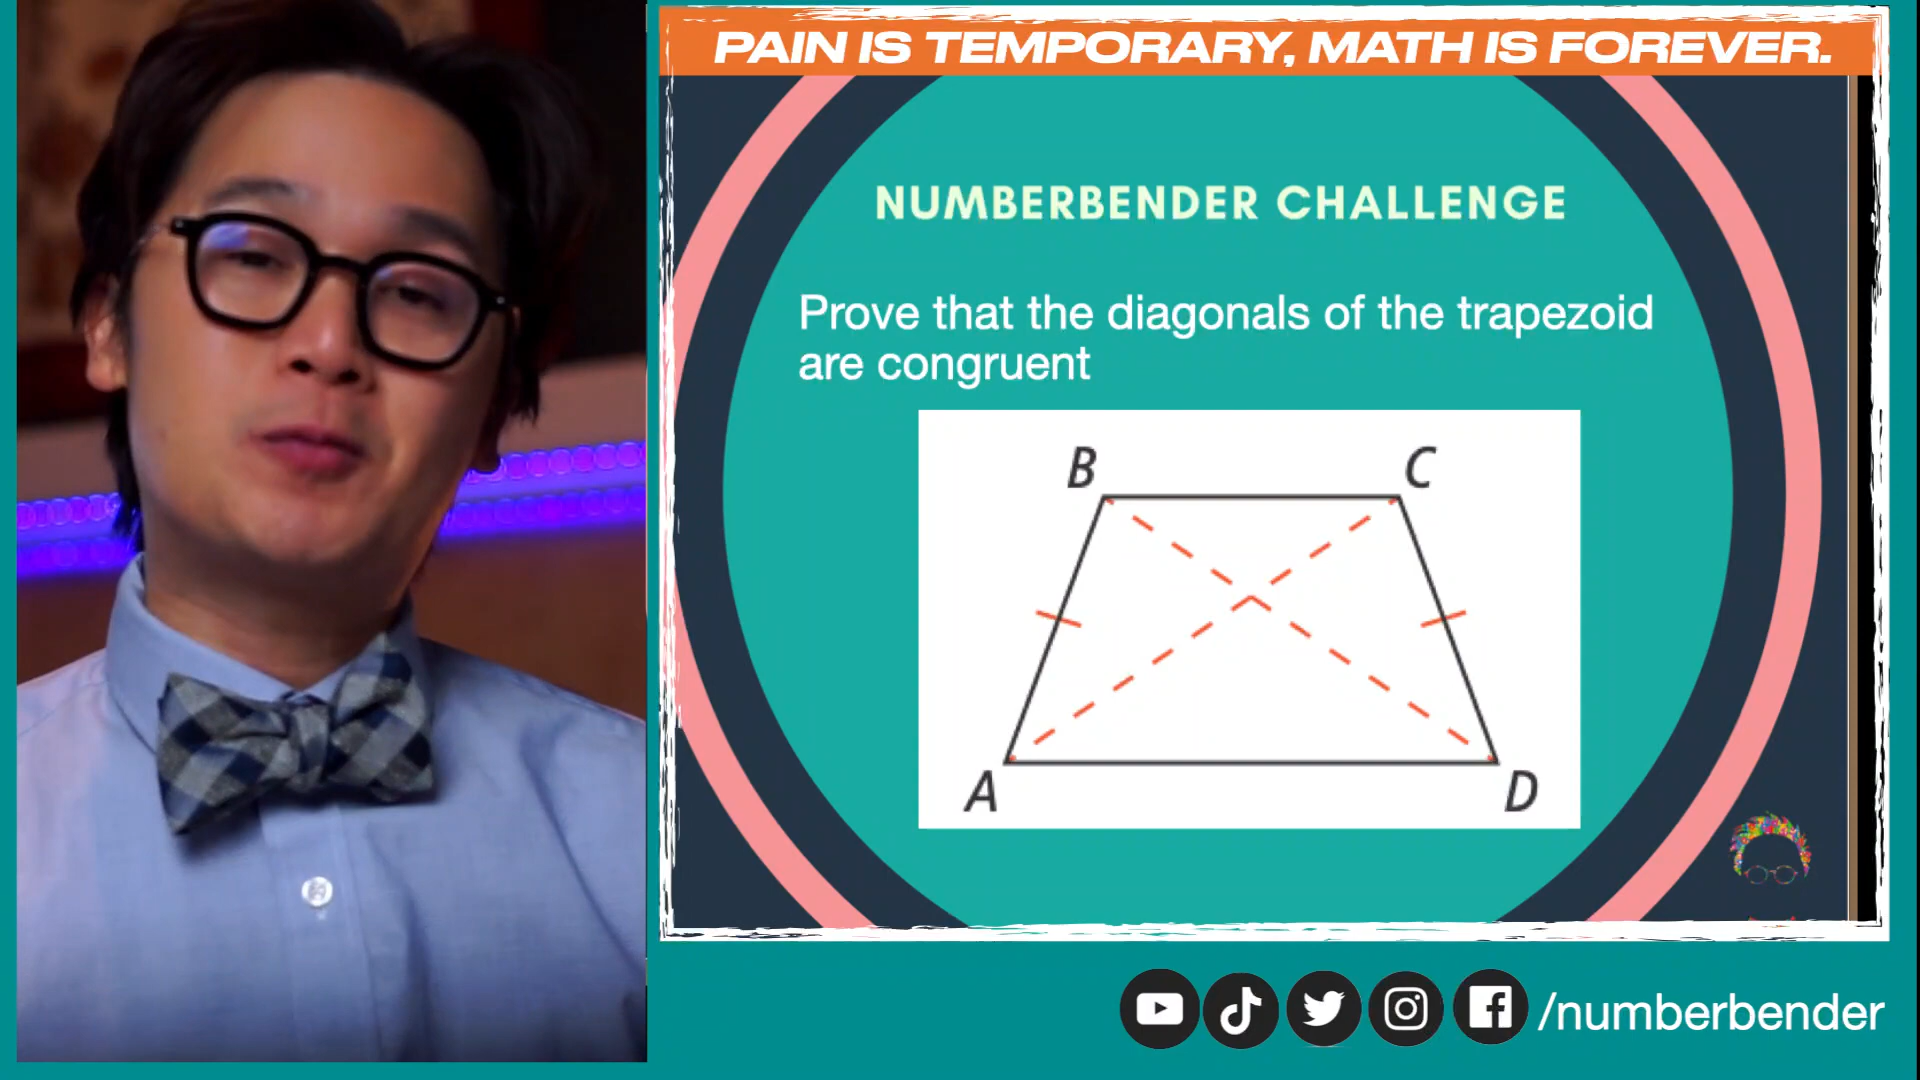 PAIN IS TEMPORARY, MATH IS FOREVER.
NUMBERBENDER CHALLENGE
Prove that the diagonals of the trapezoid
are congruent
B C
A D
/numberbender